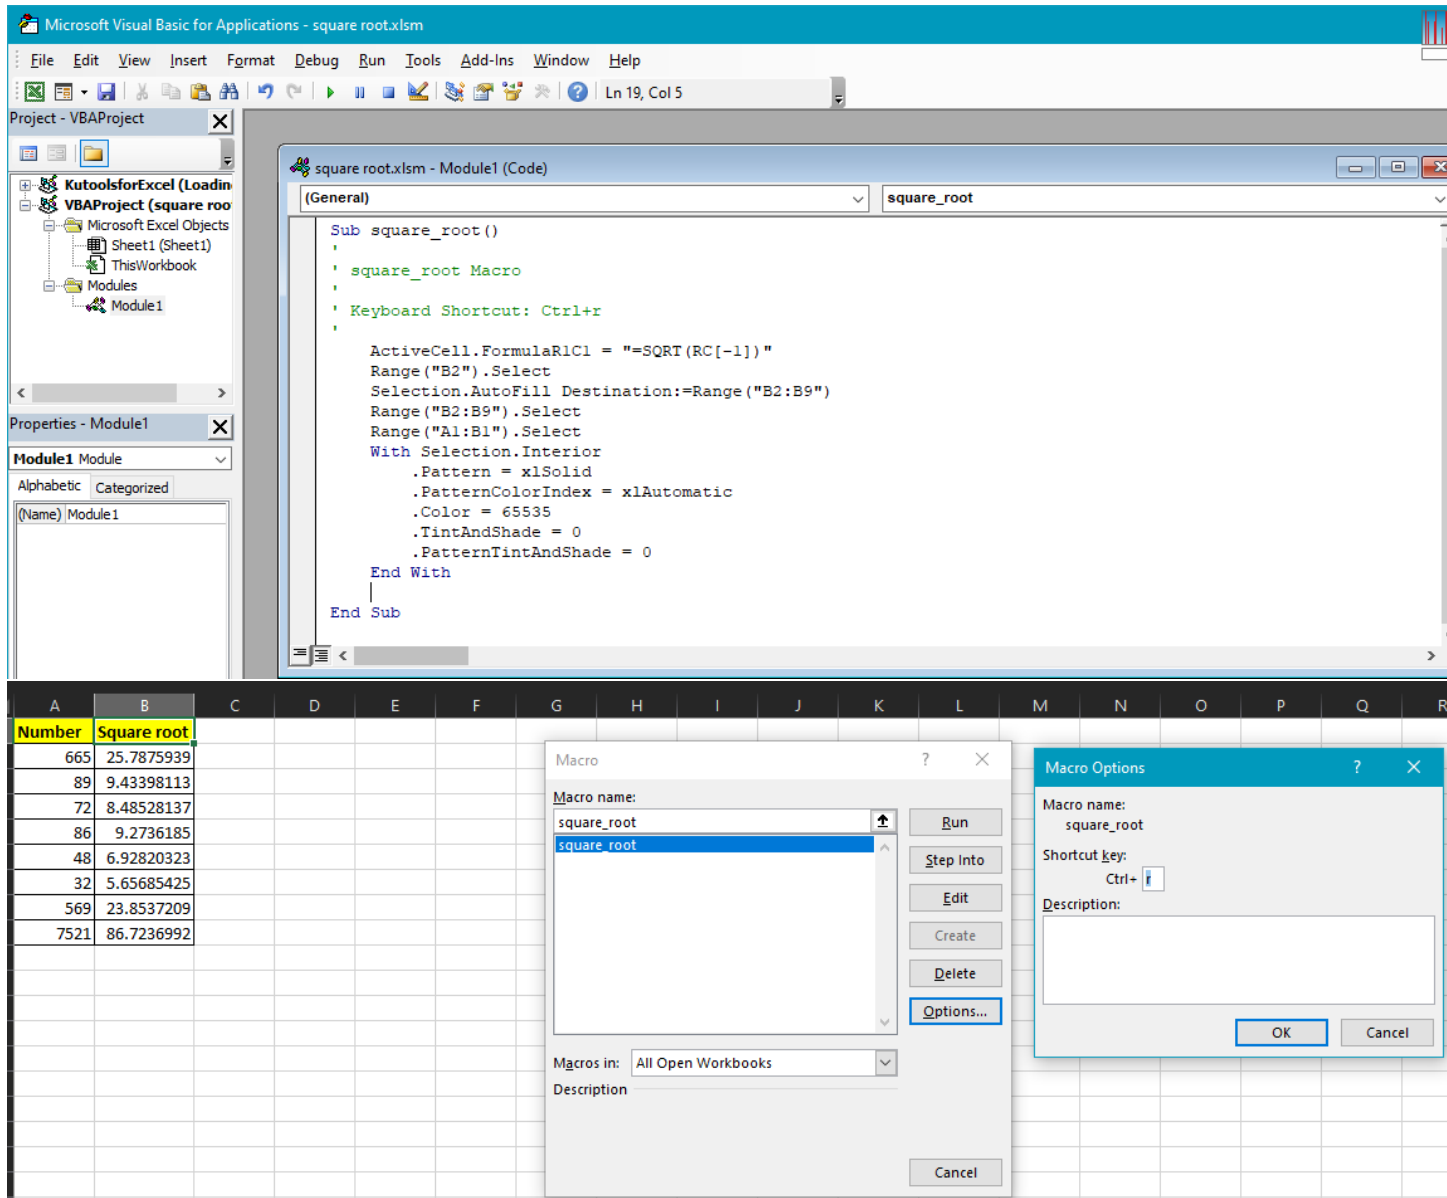 Microsoft Visual Basic for Applications - square root.xlsm
File Edit View Insert Format Debug Run Tools Add-Ins Window Help
Ln 19, Col 5
Project - VBAProject
KutoolsforExcel (Loadin
VBAProject (square roo
Microsoft Excel Objects
Sheet1 (Sheet1)
ThisWorkbook
Modules
Module1
Properties - Module1
Module1 Module
Alphabetic Categorized
(Name) Module1
square root.xlsm - Module1 (Code)
(General) square_root
Sub square_root()
'
' square_root Macro
'
' Keyboard Shortcut: Ctrl+r
'
ActiveCell.FormulaR1C1 = "=SQRT(RC[-1])"
Range("B2").Select
Selection.AutoFill Destination:=Range("B2:B9")
Range("B2:B9").Select
Range("A1:B1").Select
With Selection.Interior
.Pattern = xlSolid
.PatternColorIndex = xlAutomatic
.Color = 65535
.TintAndShade = 0
.PatternTintAndShade = 0
End With
End Sub
A B C D E F G H I J K L M N O P Q R
Number Square root
665 25.7875939
89 9.43398113
72 8.48528137
86 9.2736185
48 6.92820323
32 5.65685425
569 23.8537209
7521 86.7236992
Macro ?
Macro name:
square_root
square_root
Run
Step Into
Edit
Create
Delete
Options...
Macros in: All Open Workbooks
Description
Cancel
Macro Options ?
Macro name:
square_root
Shortcut key:
Ctrl+ r
Description:
OK Cancel